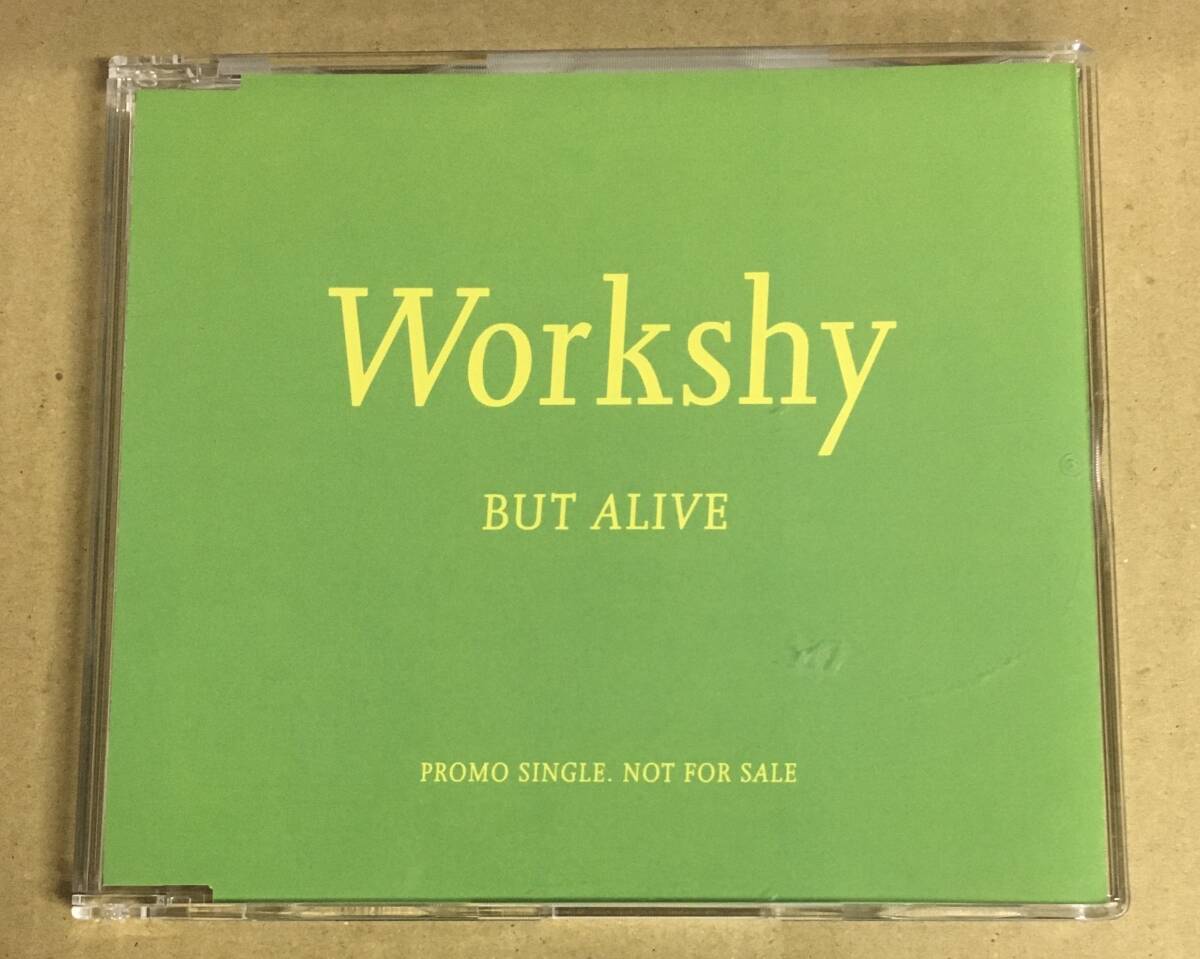 Workshy
BUT ALIVE
PROMO SINGLE. NOT FOR SALE